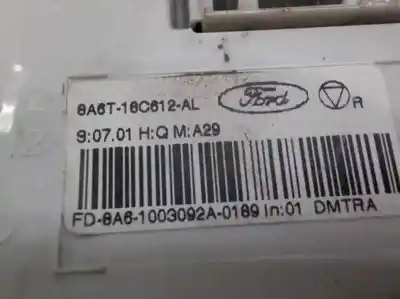 8A6T-18C612-AL
Ford
R
9:07.01 H:Q M:A29
FD-8A6-1003092A-0189 In:01 DMTRA